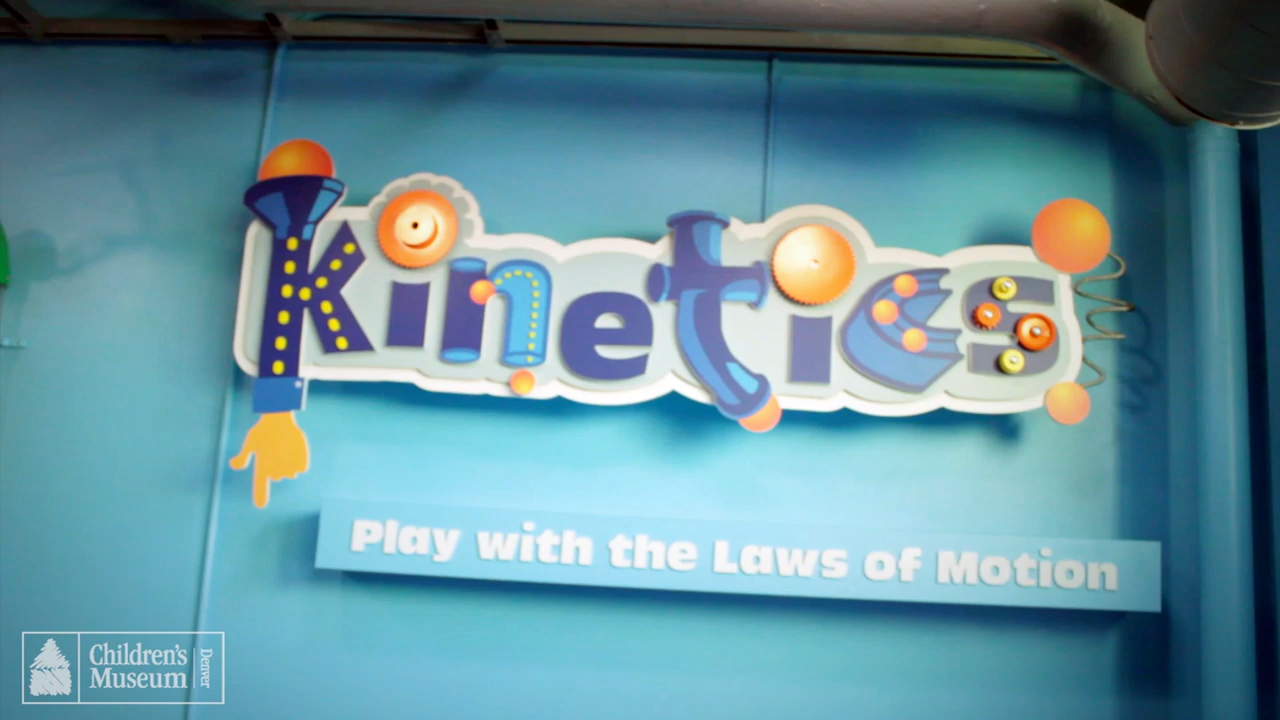 Kinetics
Play with the Laws of Motion
Children's
Museum
Denver